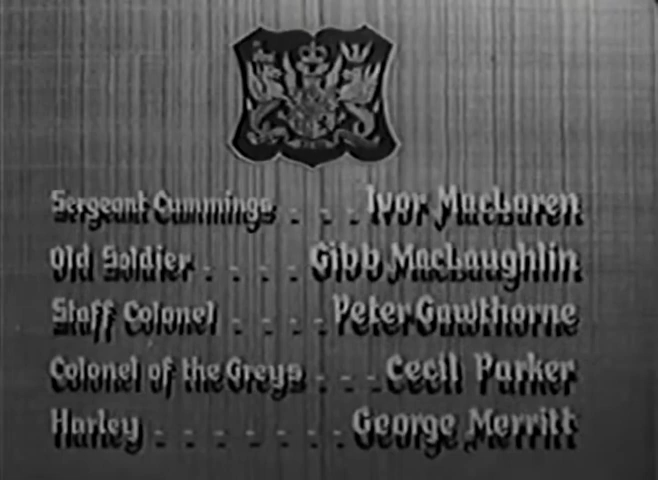 Sergeant Cummings . . . Ivor MacLaren
Old Soldier . . . . Gibb MacLaughlin
Staff Colonel . . . . Peter Gawthorne
Colonel of the Greys . . . Cecil Parker
Harley . . . . . . . George Merritt